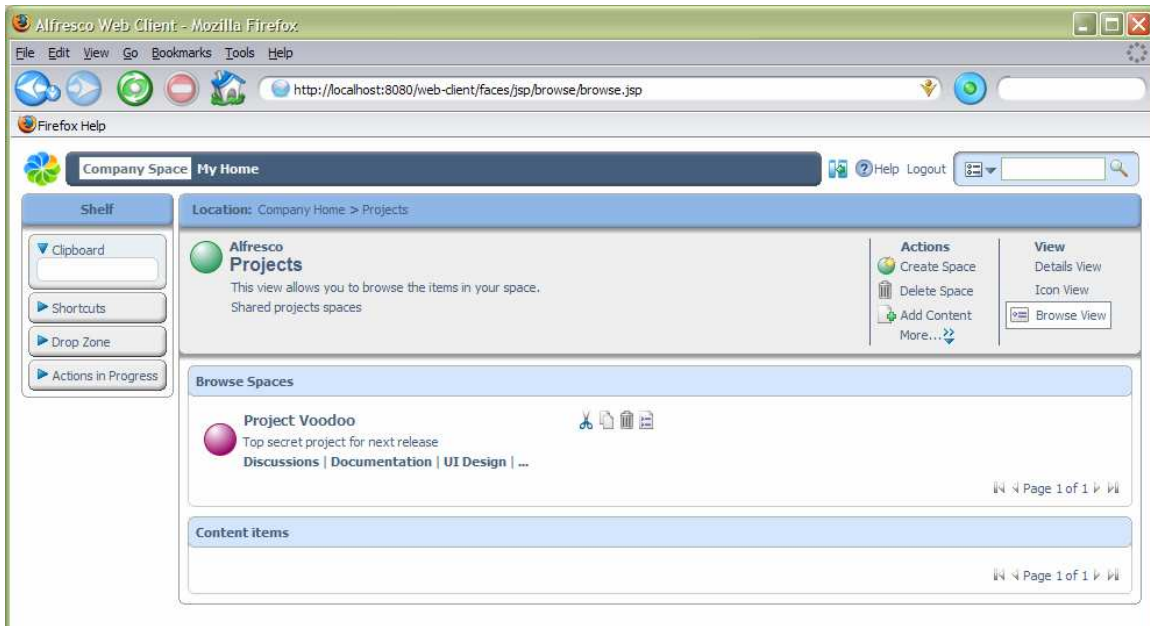 Alfresco Web Client - Mozilla Firefox
File Edit View Go Bookmarks Tools Help
http://localhost:8080/web-client/faces/jsp/browse/browse.jsp
Firefox Help
Company Space My Home
Help Logout
Shelf
Clipboard
Shortcuts
Drop Zone
Actions in Progress
Location: Company Home > Projects
Alfresco
Projects
This view allows you to browse the items in your space.
Shared projects spaces
Actions
Create Space
Delete Space
Add Content
More...
View
Details View
Icon View
Browse View
Browse Spaces
Project Voodoo
Top secret project for next release
Discussions | Documentation | UI Design | ...
Page 1 of 1
Content items
Page 1 of 1